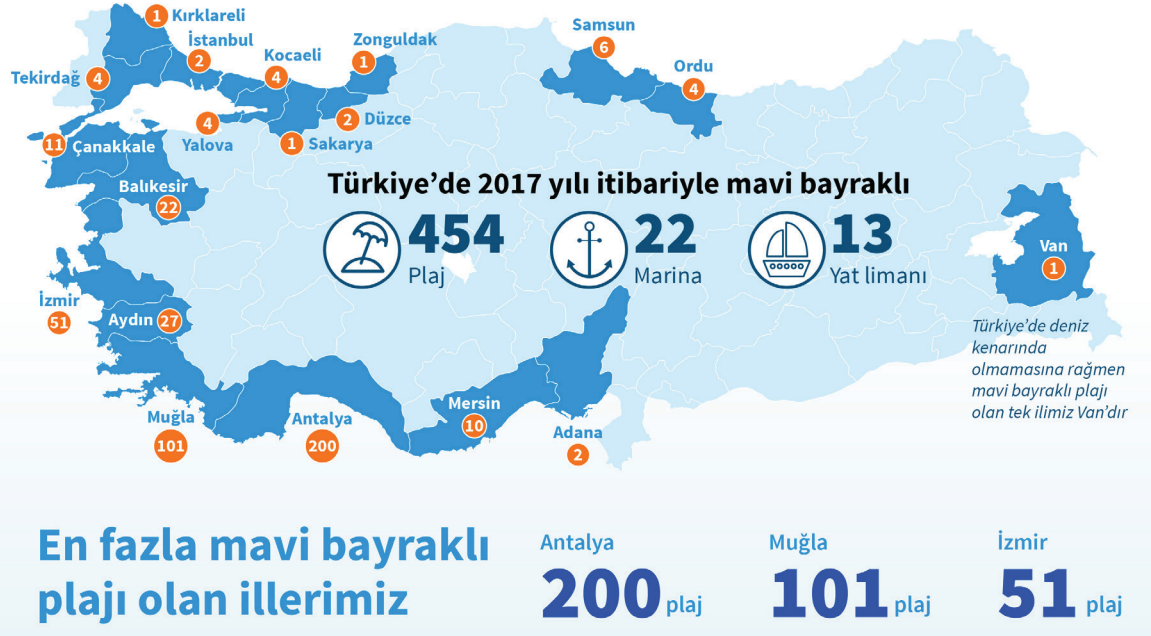 1 Kırklareli
İstanbul
2
Kocaeli
4
Zonguldak
1
Samsun
6
Ordu
4
Tekirdağ 4
4
Yalova
2 Düzce
1 Sakarya
11 Çanakkale
Balıkesir
22
Türkiye’de 2017 yılı itibariyle mavi bayraklı
454
Plaj
22
Marina
13
Yat limanı
Van
1
İzmir
51
Aydın 27
Türkiye’de deniz
kenarında
olmamasına rağmen
mavi bayraklı plajı
olan tek ilimiz Van’dır
Muğla
101
Antalya
200
Mersin
10
Adana
2
En fazla mavi bayraklı
plajı olan illerimiz
Antalya
200 plaj
Muğla
101 plaj
İzmir
51 plaj